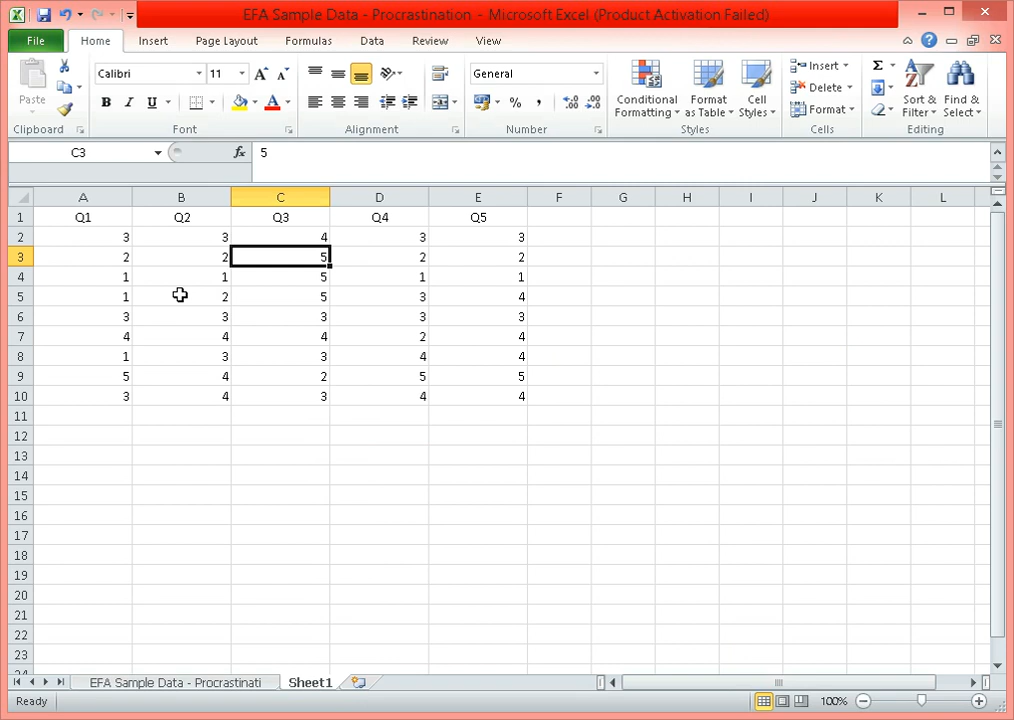 EFA Sample Data - Procrastination - Microsoft Excel (Product Activation Failed)
File Home Insert Page Layout Formulas Data Review View
Paste
Calibri 11
B I U A
General
% ,
Conditional Formatting
Format as Table
Cell Styles
Insert
Delete
Format
Σ
Sort & Filter
Find & Select
Clipboard Font Alignment Number Styles Cells Editing
C3 fx 5
A B C D E F G H I J K L
1 Q1 Q2 Q3 Q4 Q5
2 3 3 4 3 3
3 2 2 5 2 2
4 1 1 5 1 1
5 1 2 5 3 4
6 3 3 3 3 3
7 4 4 4 2 4
8 1 3 3 4 4
9 5 4 2 5 5
10 3 4 3 4 4
11
12
13
14
15
16
17
18
19
20
21
22
23
24
EFA Sample Data - Procrastinati Sheet1
Ready 100%